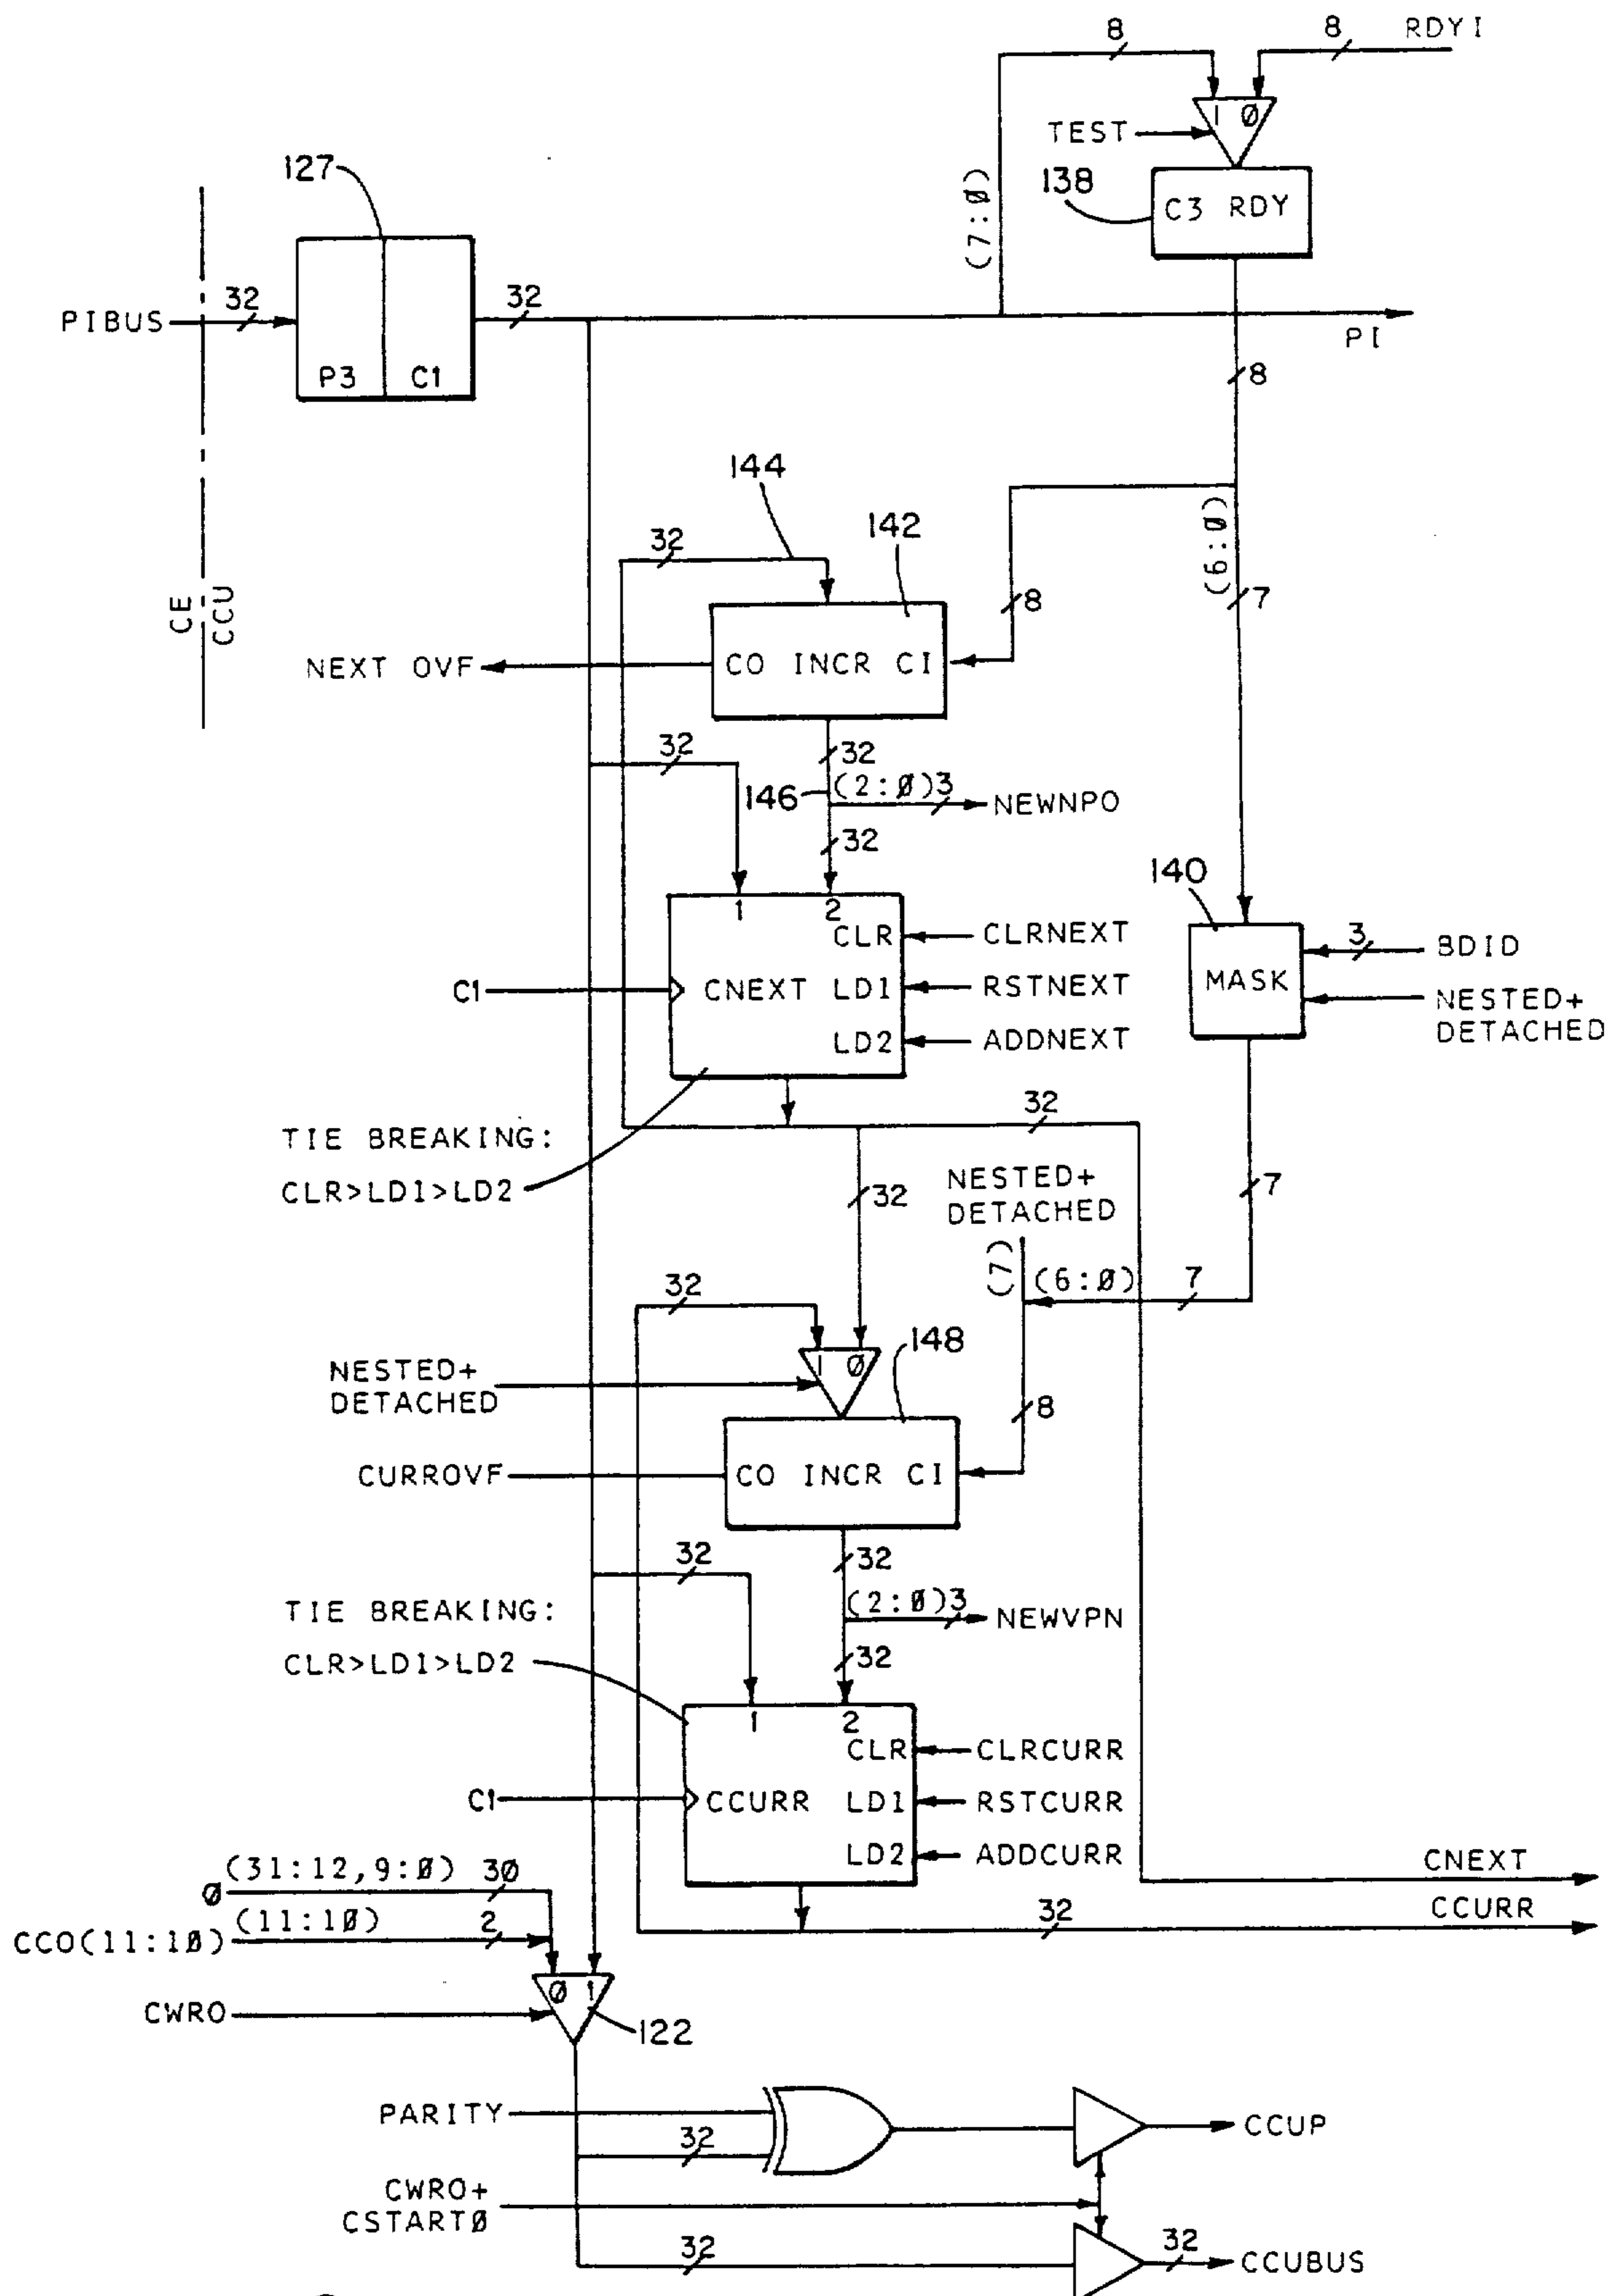 8
8
RDYI
1 Ø
TEST
127
138
C3 RDY
(7:Ø)
PIBUS
32
P3
C1
32
PI
8
144
142
32
(6:Ø)
CE
CCU
8
7
NEXT OVF
CO INCR CI
32
32
146
(2:Ø)
3
NEWNPO
32
140
1
2
CLR
CLRNEXT
3
BDID
C1
CNEXT
LD1
RSTNEXT
MASK
NESTED+
DETACHED
LD2
ADDNEXT
32
TIE BREAKING:
CLR>LD1>LD2
32
NESTED+
DETACHED
7
(7)
(6:Ø)
7
32
148
1 Ø
NESTED+
DETACHED
8
CURROVF
CO INCR CI
32
32
TIE BREAKING:
(2:Ø)
3
NEWVPN
CLR>LD1>LD2
32
1
2
CLR
CLRCURR
C1
CCURR
LD1
RSTCURR
LD2
ADDCURR
CNEXT
Ø
(31:12,9:Ø)
30
CCURR
CCO(11:1Ø)
(11:1Ø)
2
32
Ø 1
CWRO
122
PARITY
32
CCUP
CWRO+
CSTARTØ
32
32
CCUBUS